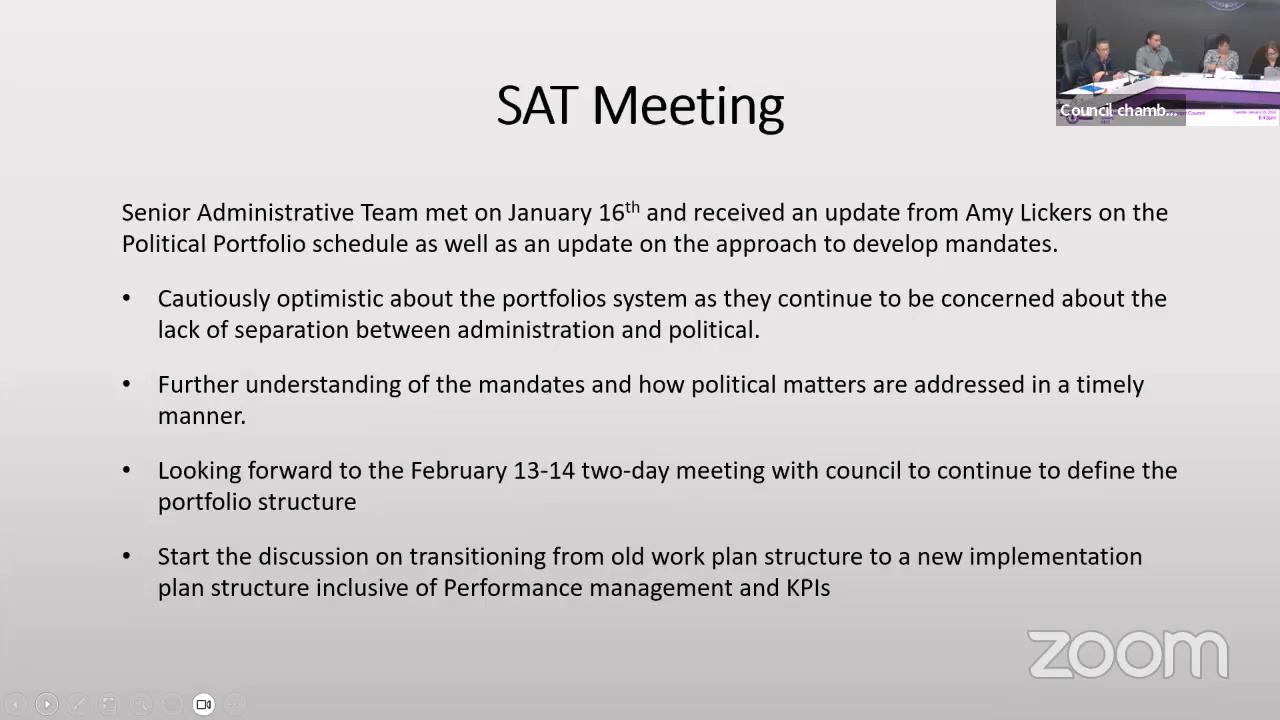 SAT Meeting
Senior Administrative Team met on January 16th and received an update from Amy Lickers on the
Political Portfolio schedule as well as an update on the approach to develop mandates.
• Cautiously optimistic about the portfolios system as they continue to be concerned about the
lack of separation between administration and political.
• Further understanding of the mandates and how political matters are addressed in a timely
manner.
• Looking forward to the February 13-14 two-day meeting with council to continue to define the
portfolio structure
• Start the discussion on transitioning from old work plan structure to a new implementation
plan structure inclusive of Performance management and KPIs
Council chamb...
zoom